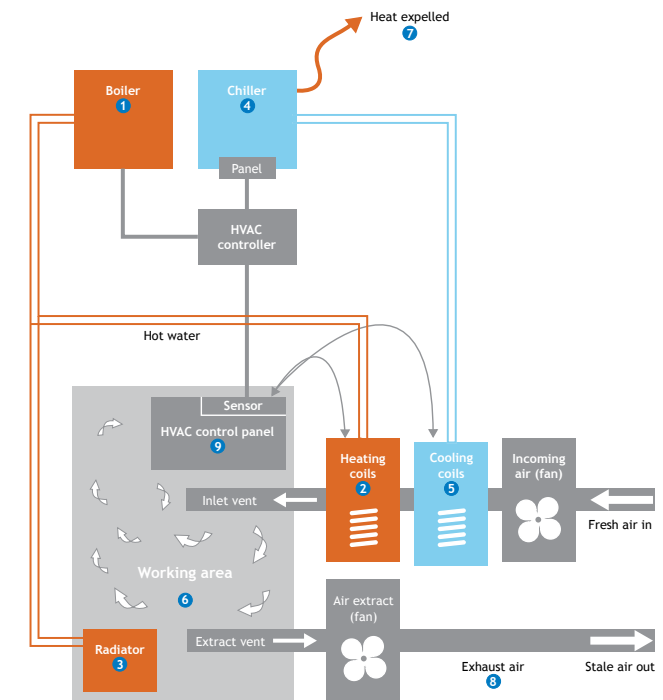 Heat expelled
7
Boiler
1
Chiller
4
Panel
HVAC
controller
Hot water
Sensor
HVAC control panel
9
Heating
coils
2
Cooling
coils
5
Incoming
air (fan)
Inlet vent
Fresh air in
Working area
6
Air extract
(fan)
Radiator
3
Extract vent
Exhaust air
8
Stale air out